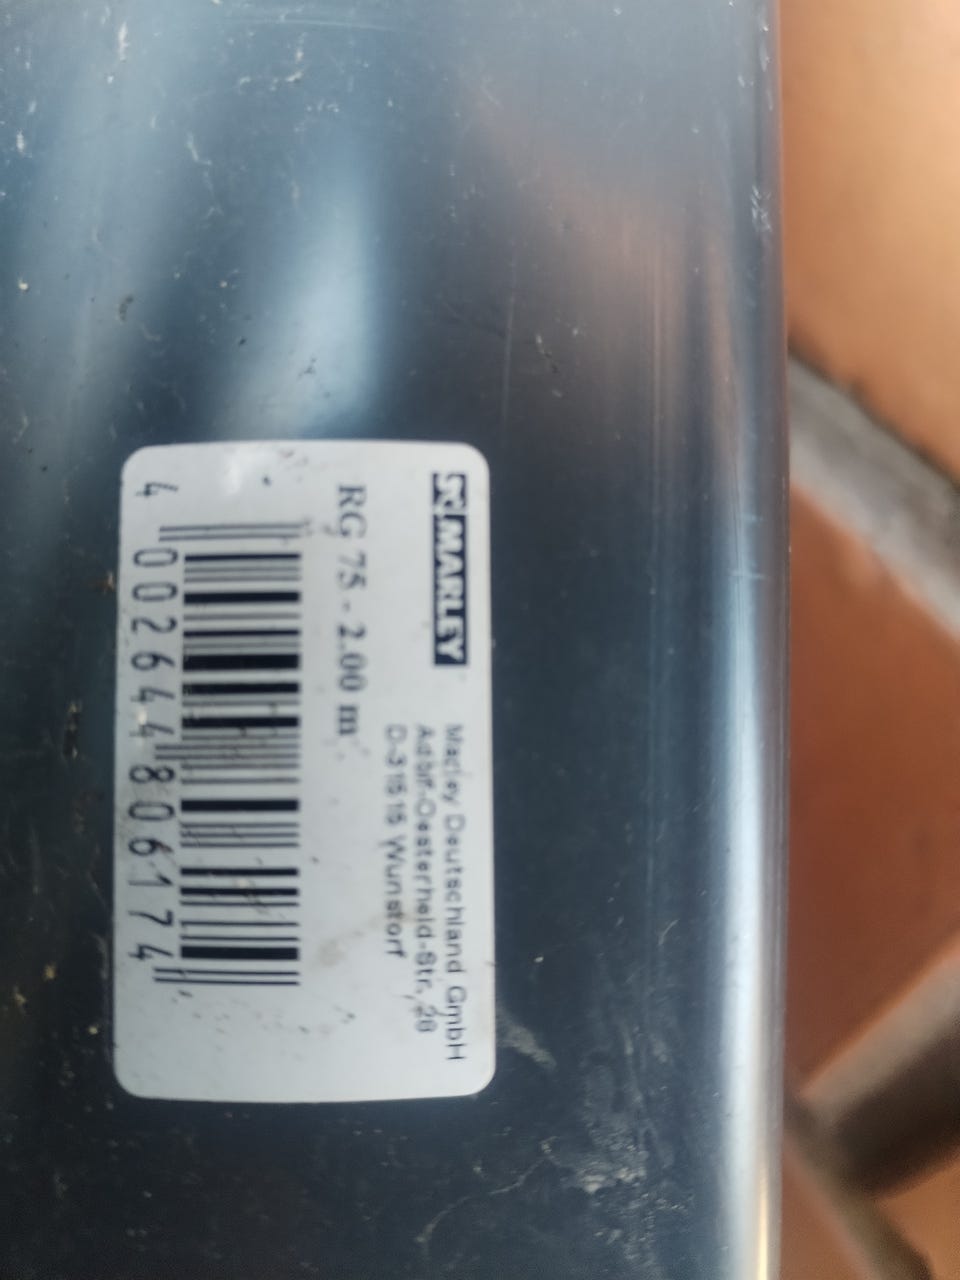 MARLEY
Marley Deutschland GmbH
Adolf-Oesterheld-Str. 28
D-31515 Wunstorf
RG 75 - 2.00 m
4 002644 806174